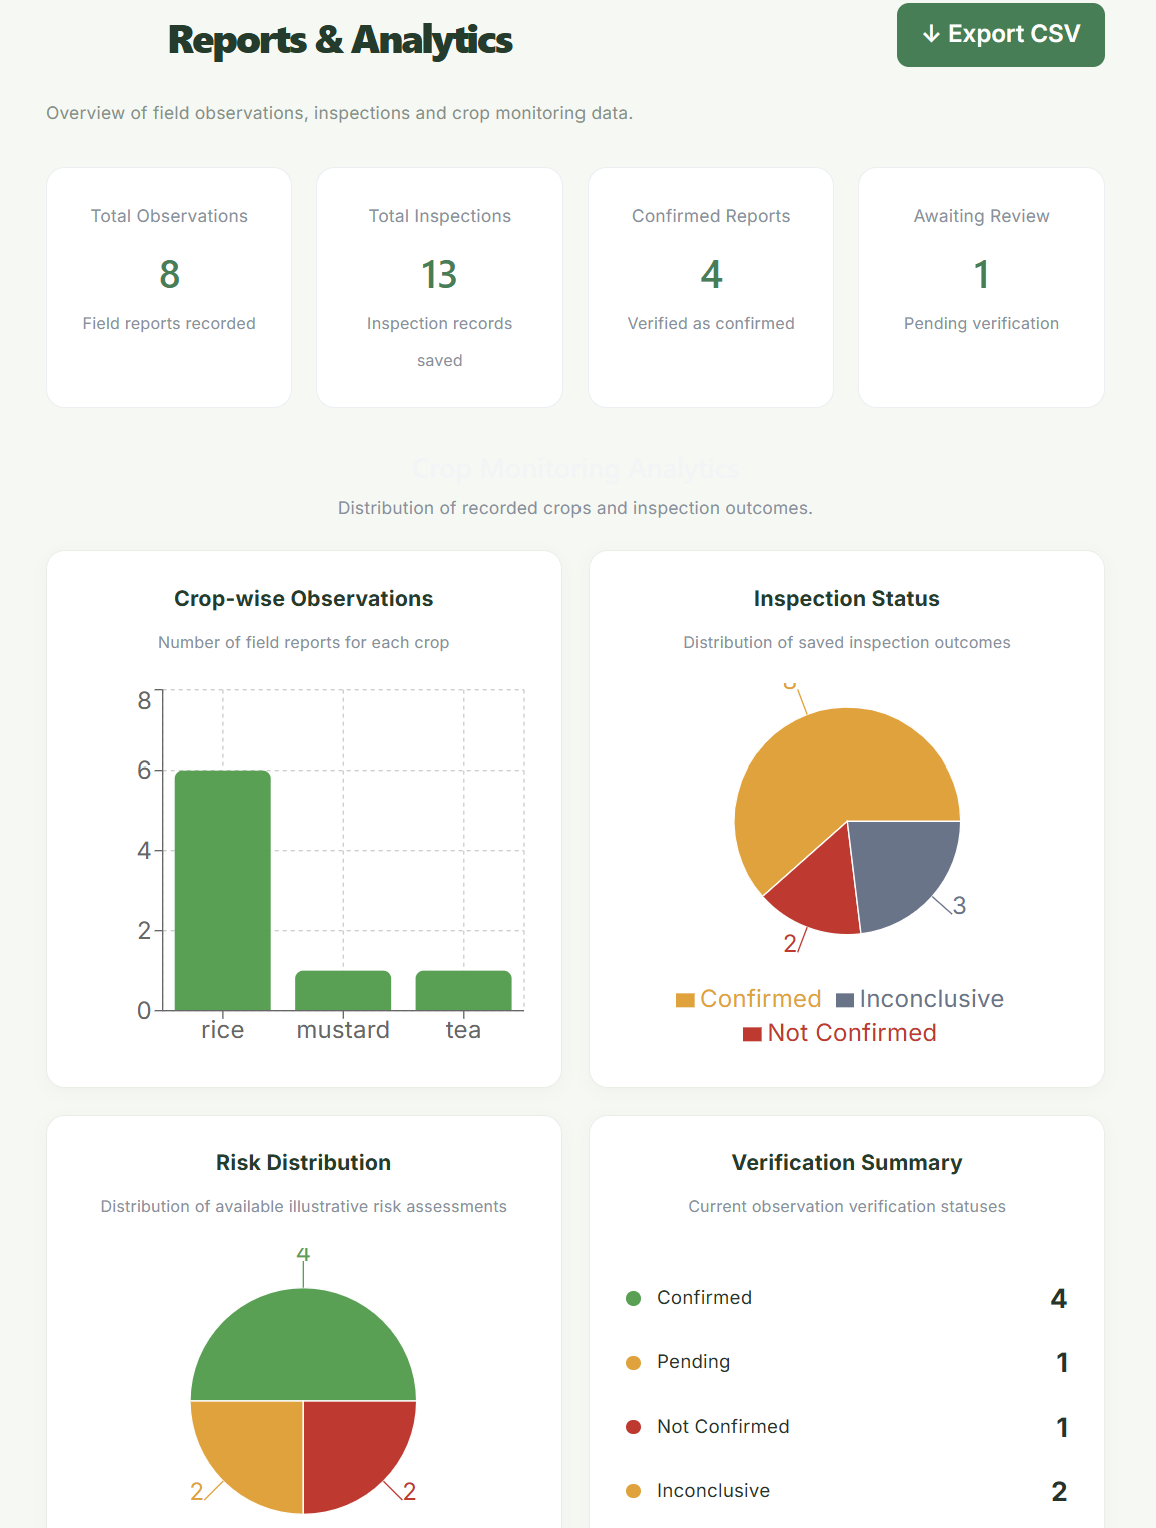 Reports & Analytics
↓ Export CSV
Overview of field observations, inspections and crop monitoring data.
Total Observations
8
Field reports recorded
Total Inspections
13
Inspection records
saved
Confirmed Reports
4
Verified as confirmed
Awaiting Review
1
Pending verification
Crop Monitoring Analytics
Distribution of recorded crops and inspection outcomes.
Crop-wise Observations
Number of field reports for each crop
8
6
4
2
0
rice mustard tea
Inspection Status
Distribution of saved inspection outcomes
3
2
Confirmed Inconclusive
Not Confirmed
Risk Distribution
Distribution of available illustrative risk assessments
4
2 2
Verification Summary
Current observation verification statuses
Confirmed 4
Pending 1
Not Confirmed 1
Inconclusive 2